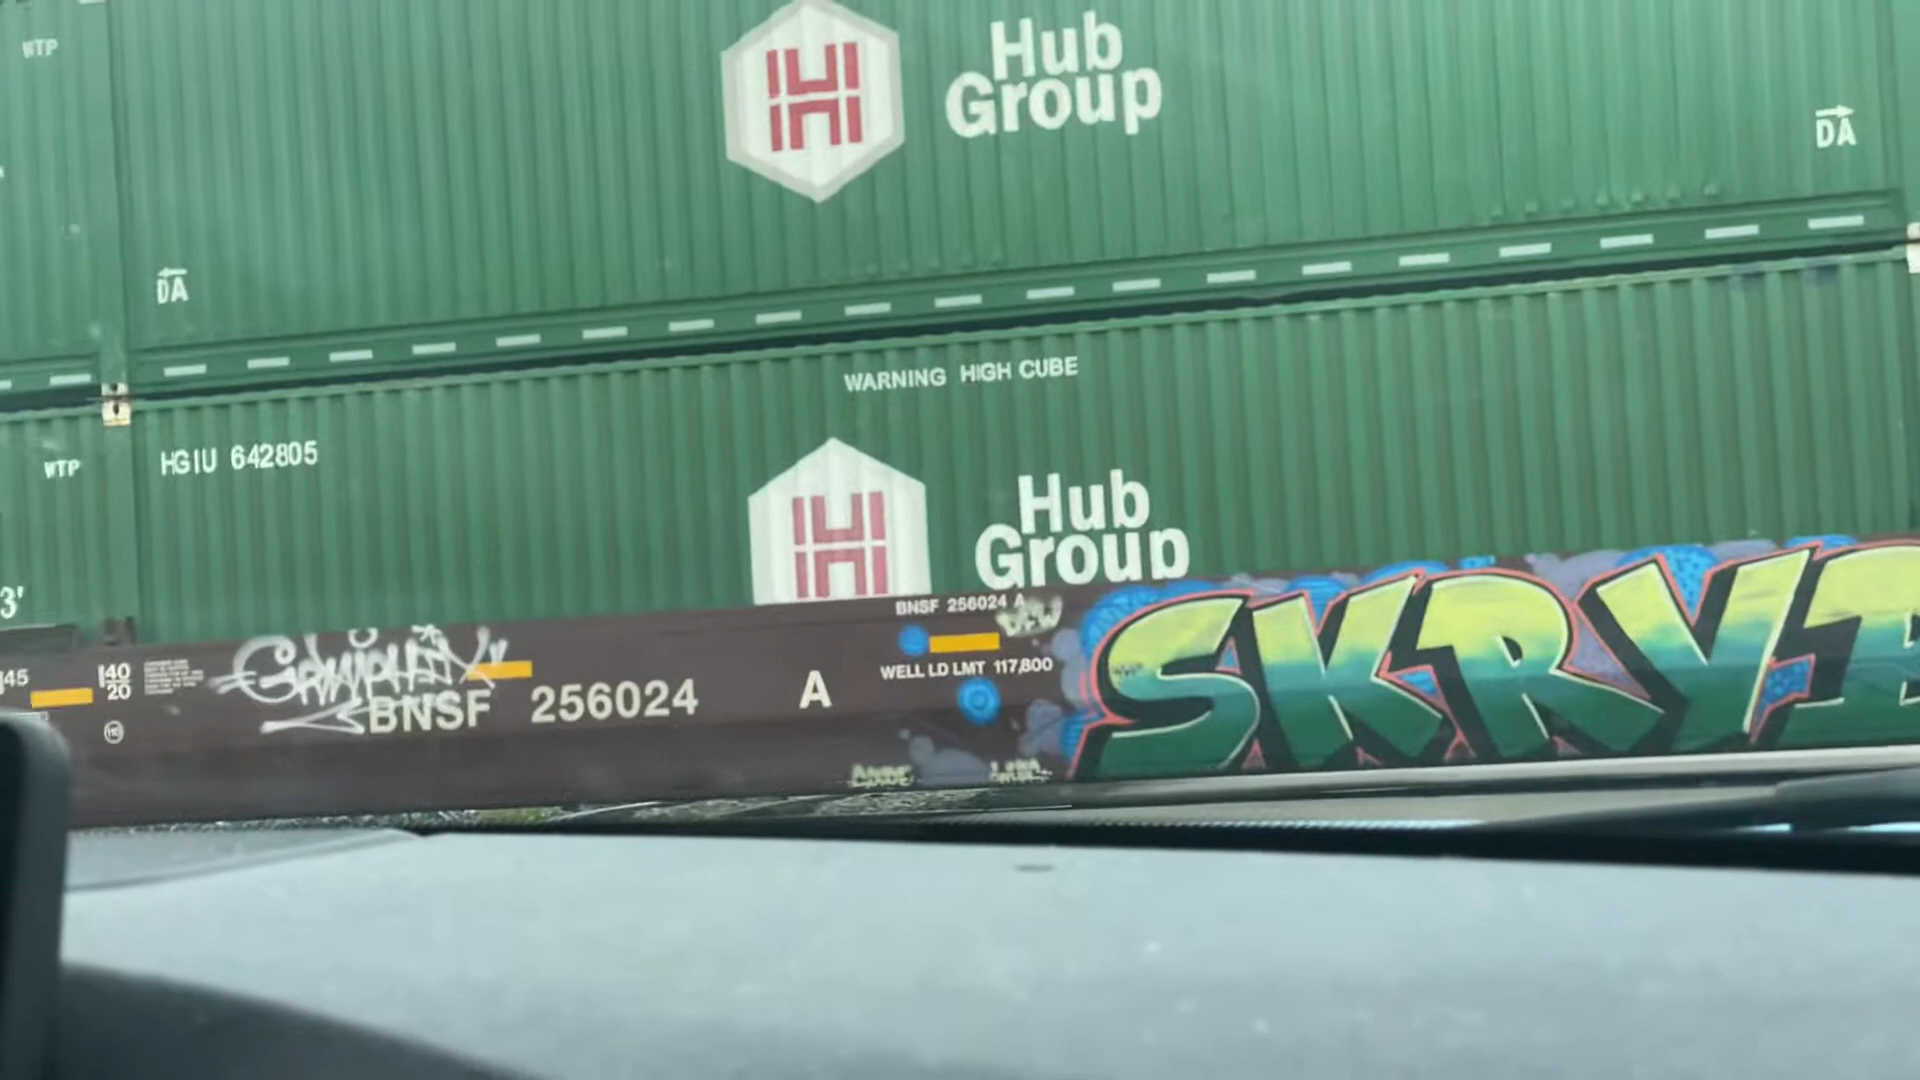 WTP
Hub
Group
DA
DA
WARNING HIGH CUBE
HGIU 642805
WTP
Hub
Group
3'
BNSF 256024 A
45
140
20
WELL LD LMT 117,800
BNSF 256024 A
SKRYB